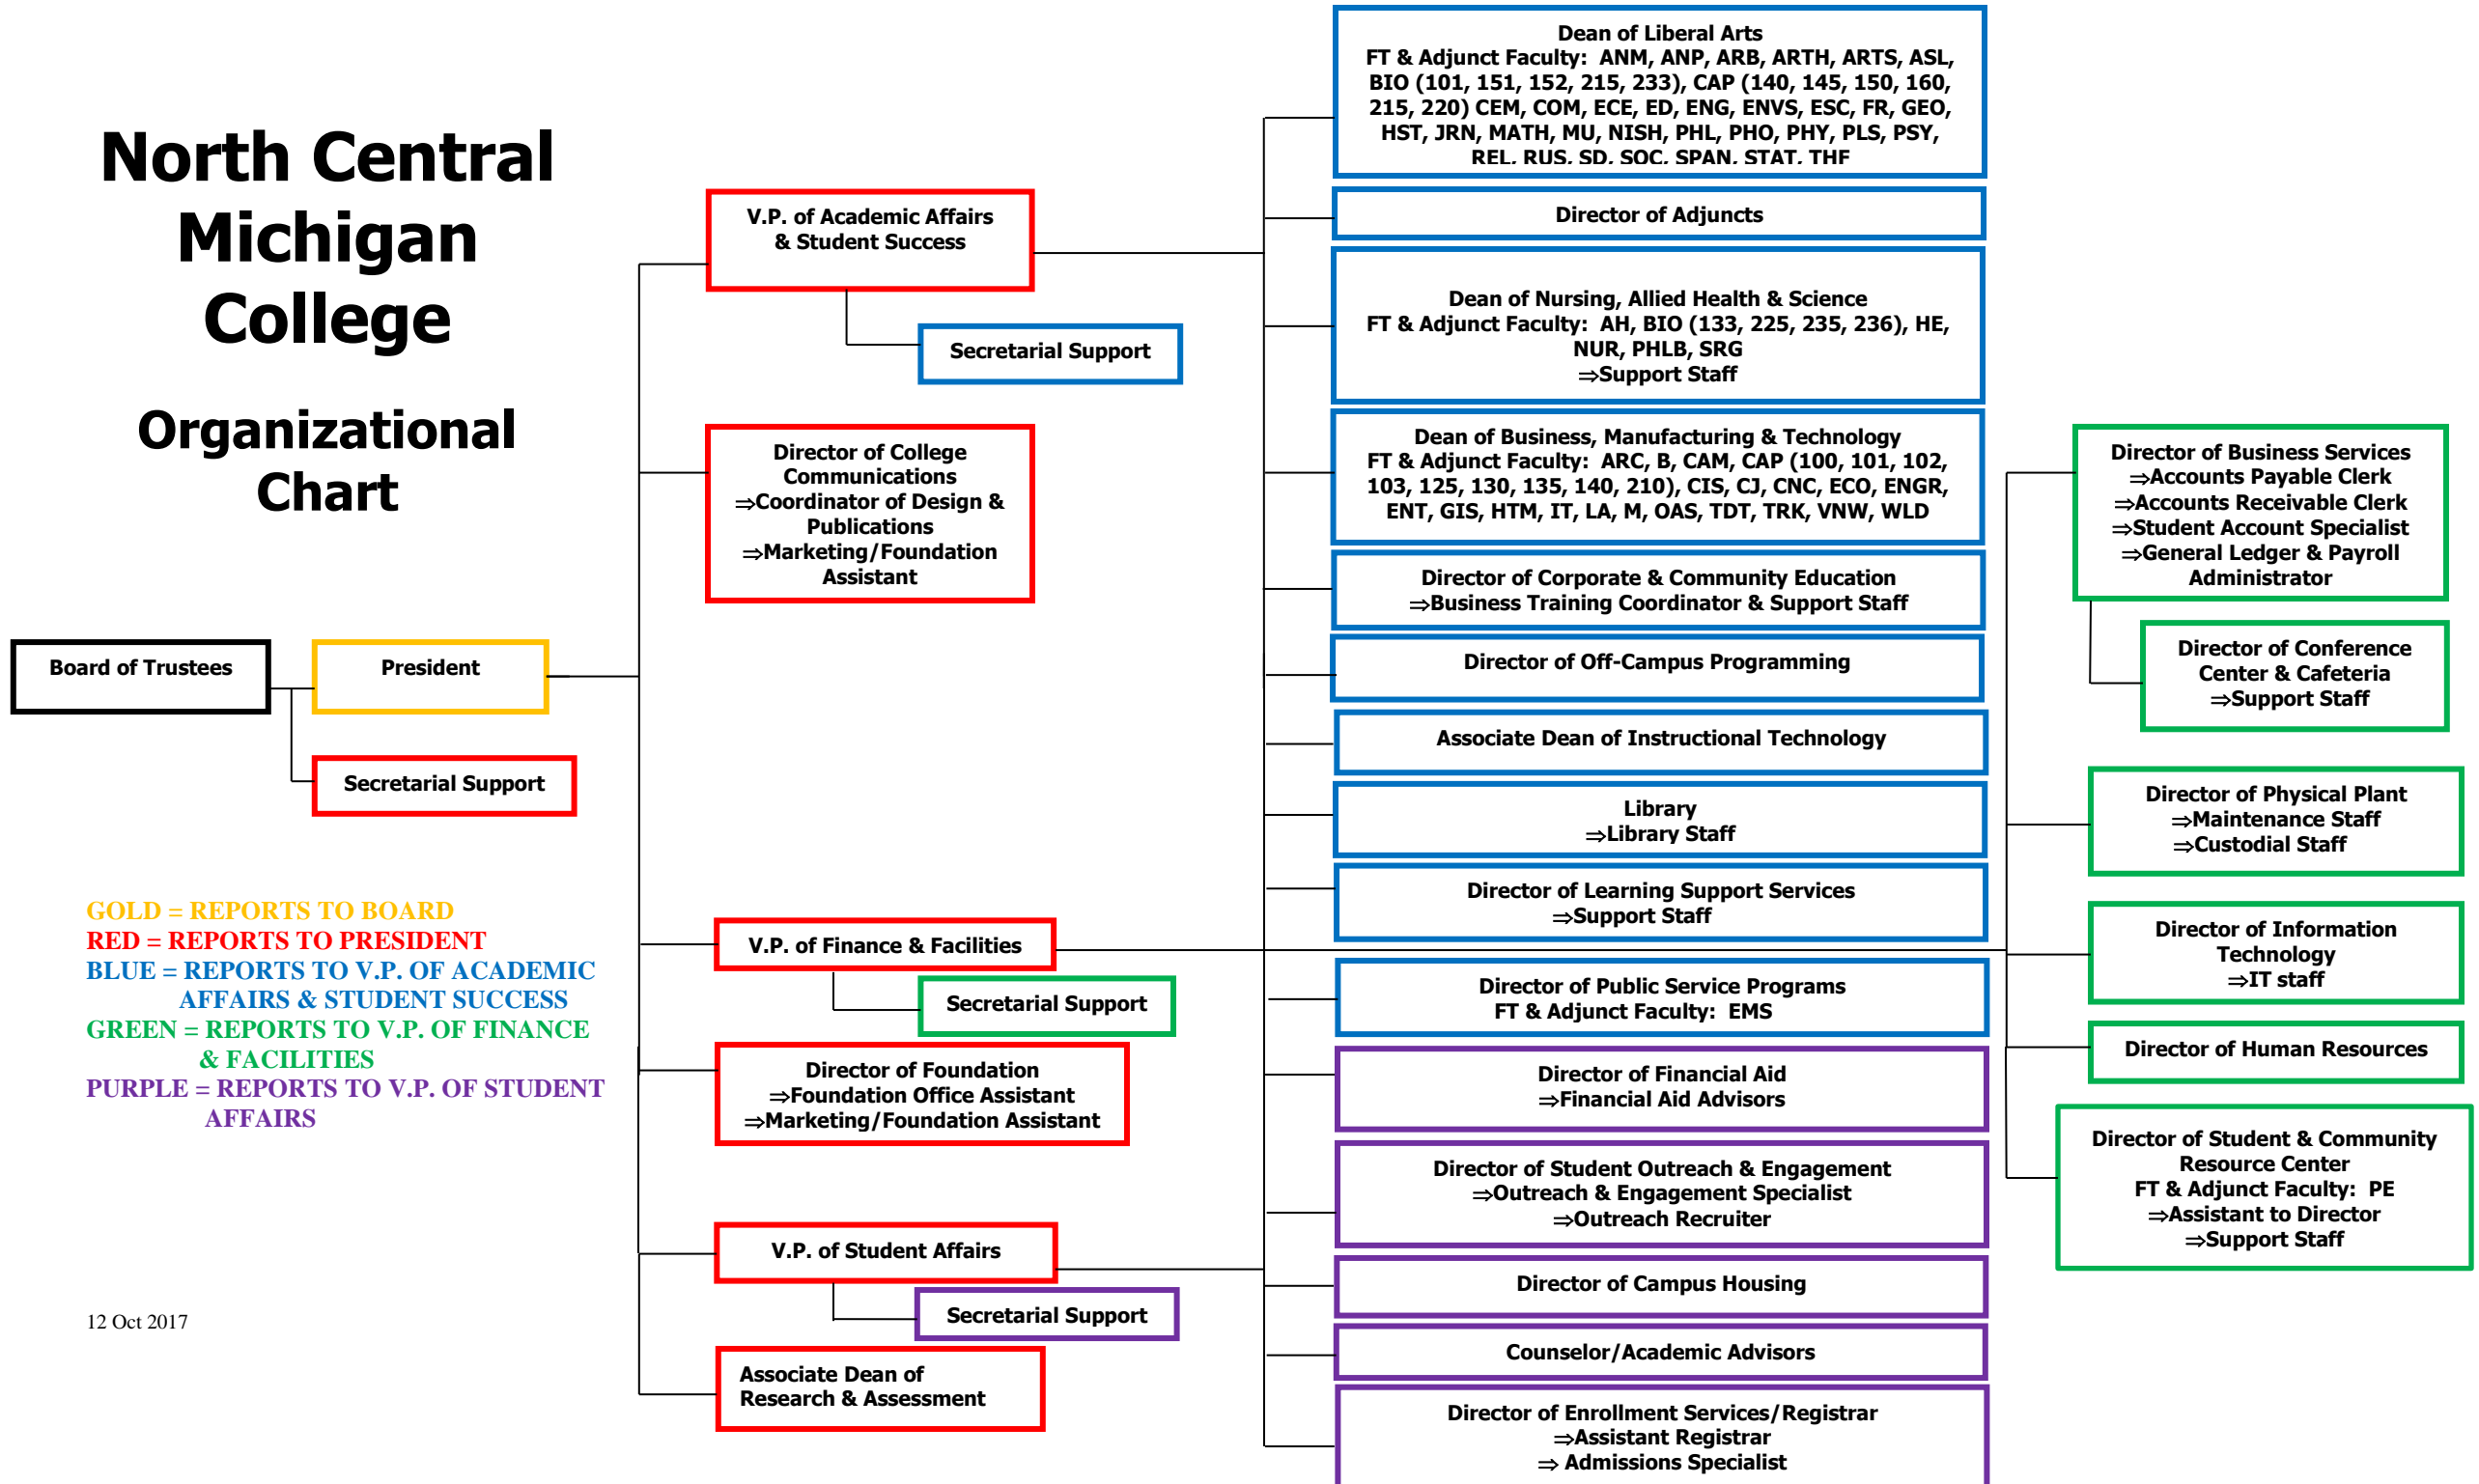 North Central
Michigan
College
Organizational
Chart
Board of Trustees
President
Secretarial Support
GOLD = REPORTS TO BOARD
RED = REPORTS TO PRESIDENT
BLUE = REPORTS TO V.P. OF ACADEMIC
AFFAIRS & STUDENT SUCCESS
GREEN = REPORTS TO V.P. OF FINANCE
& FACILITIES
PURPLE = REPORTS TO V.P. OF STUDENT
AFFAIRS
12 Oct 2017
V.P. of Academic Affairs
& Student Success
Secretarial Support
Director of College
Communications
⇒Coordinator of Design &
Publications
⇒Marketing/Foundation
Assistant
V.P. of Finance & Facilities
Secretarial Support
Director of Foundation
⇒Foundation Office Assistant
⇒Marketing/Foundation Assistant
V.P. of Student Affairs
Secretarial Support
Associate Dean of
Research & Assessment
Dean of Liberal Arts
FT & Adjunct Faculty: ANM, ANP, ARB, ARTH, ARTS, ASL,
BIO (101, 151, 152, 215, 233), CAP (140, 145, 150, 160,
215, 220) CEM, COM, ECE, ED, ENG, ENVS, ESC, FR, GEO,
HST, JRN, MATH, MU, NISH, PHL, PHO, PHY, PLS, PSY,
REL, RUS, SD, SOC, SPAN, STAT, THF
Director of Adjuncts
Dean of Nursing, Allied Health & Science
FT & Adjunct Faculty: AH, BIO (133, 225, 235, 236), HE,
NUR, PHLB, SRG
⇒Support Staff
Dean of Business, Manufacturing & Technology
FT & Adjunct Faculty: ARC, B, CAM, CAP (100, 101, 102,
103, 125, 130, 135, 140, 210), CIS, CJ, CNC, ECO, ENGR,
ENT, GIS, HTM, IT, LA, M, OAS, TDT, TRK, VNW, WLD
Director of Corporate & Community Education
⇒Business Training Coordinator & Support Staff
Director of Off-Campus Programming
Associate Dean of Instructional Technology
Library
⇒Library Staff
Director of Learning Support Services
⇒Support Staff
Director of Public Service Programs
FT & Adjunct Faculty: EMS
Director of Financial Aid
⇒Financial Aid Advisors
Director of Student Outreach & Engagement
⇒Outreach & Engagement Specialist
⇒Outreach Recruiter
Director of Campus Housing
Counselor/Academic Advisors
Director of Enrollment Services/Registrar
⇒Assistant Registrar
⇒ Admissions Specialist
Director of Business Services
⇒Accounts Payable Clerk
⇒Accounts Receivable Clerk
⇒Student Account Specialist
⇒General Ledger & Payroll
Administrator
Director of Conference
Center & Cafeteria
⇒Support Staff
Director of Physical Plant
⇒Maintenance Staff
⇒Custodial Staff
Director of Information
Technology
⇒IT staff
Director of Human Resources
Director of Student & Community
Resource Center
FT & Adjunct Faculty: PE
⇒Assistant to Director
⇒Support Staff